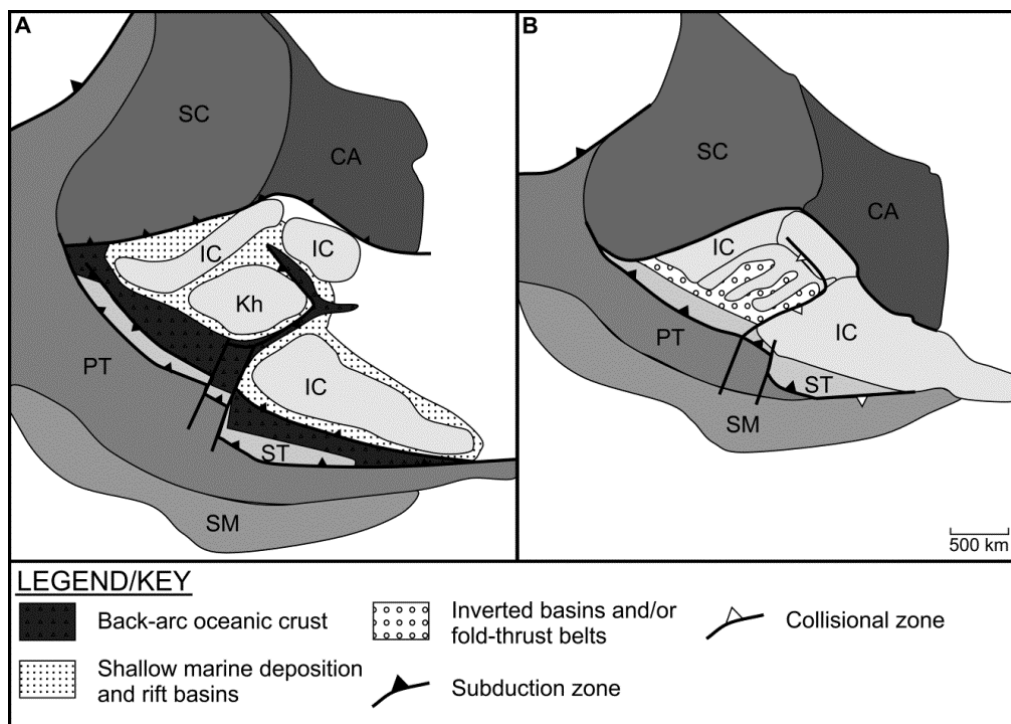 A
SC
CA
IC
IC
Kh
PT
IC
ST
SM
B
SC
CA
IC
IC
PT
ST
SM
500 km
LEGEND/KEY
Back-arc oceanic crust
Shallow marine deposition
and rift basins
Inverted basins and/or
fold-thrust belts
Subduction zone
Collisional zone